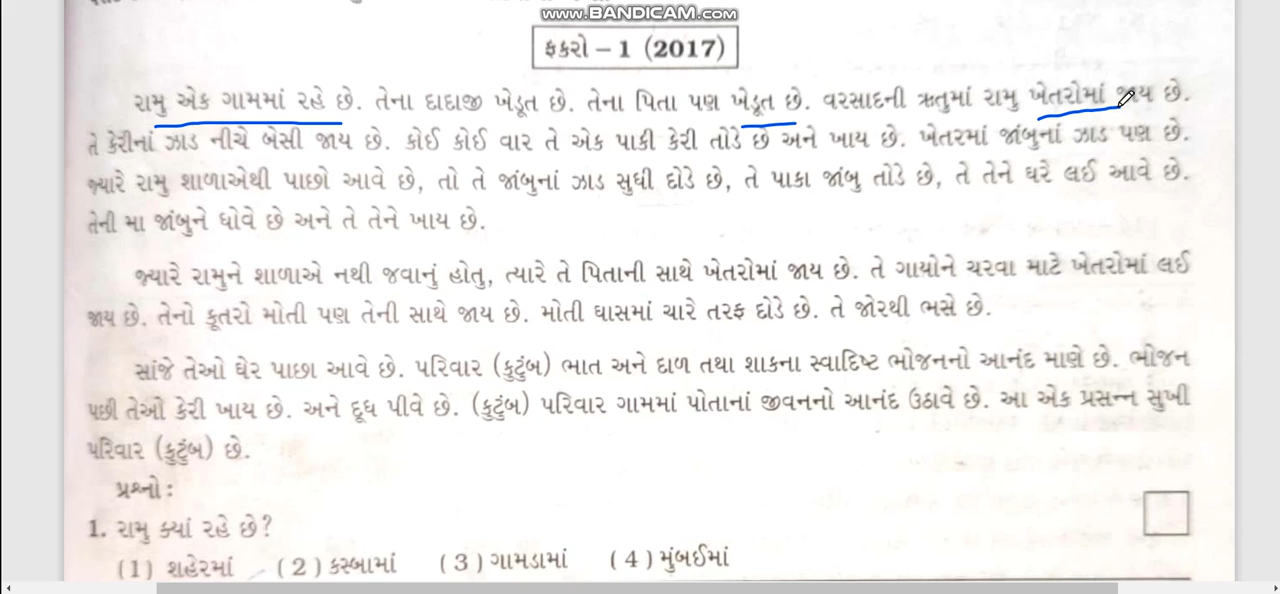 www.BANDICAM.com
ફકરો – 1 (2017)
રામુ એક ગામમાં રહે છે. તેના દાદાજી ખેડૂત છે. તેના પિતા પણ ખેડૂત છે. વરસાદની ઋતુમાં રામુ ખેતરોમાં જાય છે.
તે કેરીનાં ઝાડ નીચે બેસી જાય છે. કોઈ કોઈ વાર તે એક પાકી કેરી તોડે છે અને ખાય છે. ખેતરમાં જાંબુનાં ઝાડ પણ છે.
જ્યારે રામુ શાળાએથી પાછો આવે છે, તો તે જાંબુનાં ઝાડ સુધી દોડે છે, તે પાકા જાંબુ તોડે છે, તે તેને ઘરે લઈ આવે છે.
તેની મા જાંબુને ધોવે છે અને તે તેને ખાય છે.
જ્યારે રામુને શાળાએ નથી જવાનું હોતુ, ત્યારે તે પિતાની સાથે ખેતરોમાં જાય છે. તે ગાયોને ચરવા માટે ખેતરોમાં લઈ
જાય છે. તેનો કૂતરો મોતી પણ તેની સાથે જાય છે. મોતી ઘાસમાં ચારે તરફ દોડે છે. તે જોરથી ભસે છે.
સાંજે તેઓ ઘેર પાછા આવે છે. પરિવાર (કુટુંબ) ભાત અને દાળ તથા શાકના સ્વાદિષ્ટ ભોજનનો આનંદ માણે છે. ભોજન
પછી તેઓ કેરી ખાય છે. અને દૂધ પીવે છે. (કુટુંબ) પરિવાર ગામમાં પોતાનાં જીવનનો આનંદ ઉઠાવે છે. આ એક પ્રસન્ન સુખી
પરિવાર (કુટુંબ) છે.
પ્રશ્નો :
1. રામુ ક્યાં રહે છે?
(1) શહેરમાં (2) કસ્બામાં (3) ગામડામાં (4) મુંબઈમાં